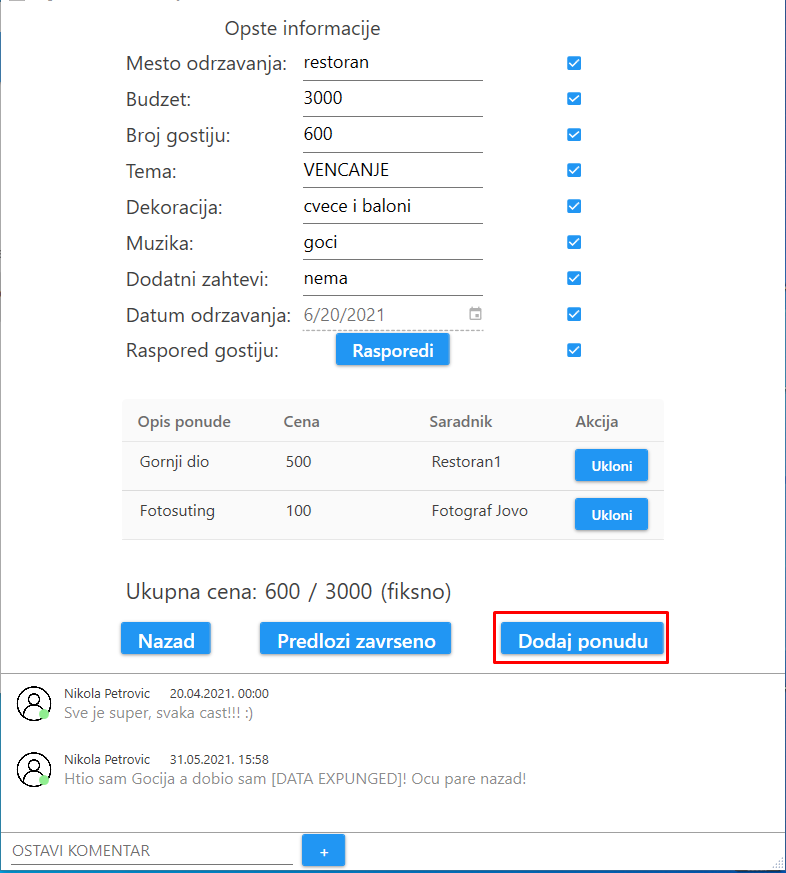 Opste informacije
Mesto odrzavanja: restoran
Budzet: 3000
Broj gostiju: 600
Tema: VENCANJE
Dekoracija: cvece i baloni
Muzika: goci
Dodatni zahtevi: nema
Datum odrzavanja: 6/20/2021
Raspored gostiju: Rasporedi
Opis ponude Cena Saradnik Akcija
Gornji dio 500 Restoran1 Ukloni
Fotosuting 100 Fotograf Jovo Ukloni
Ukupna cena: 600 / 3000 (fiksno)
Nazad Predlozi zavrseno Dodaj ponudu
Nikola Petrovic 20.04.2021. 00:00
Sve je super, svaka cast!!! :)
Nikola Petrovic 31.05.2021. 15:58
Htio sam Gocija a dobio sam [DATA EXPUNGED]! Ocu pare nazad!
OSTAVI KOMENTAR +